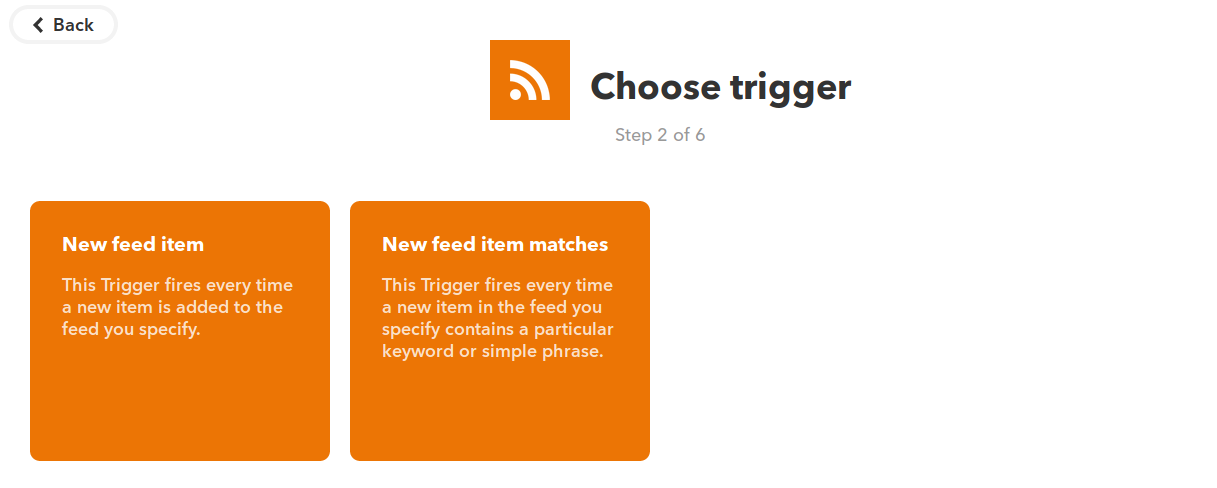 Back
Choose trigger
Step 2 of 6
New feed item
This Trigger fires every time
a new item is added to the
feed you specify.
New feed item matches
This Trigger fires every time
a new item in the feed you
specify contains a particular
keyword or simple phrase.